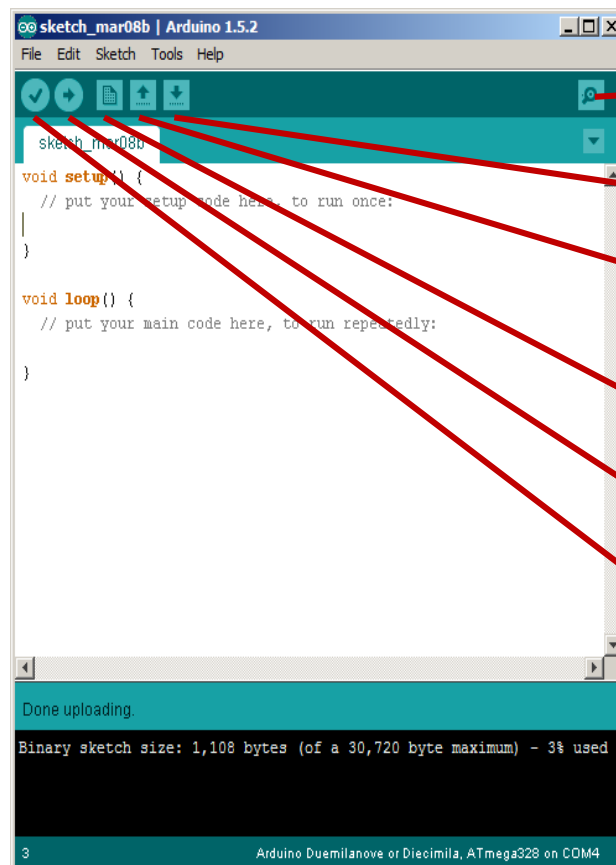 sketch_mar08b | Arduino 1.5.2
File Edit Sketch Tools Help
sketch_mar08b
void setup() {
// put your setup code here, to run once:
}
void loop() {
// put your main code here, to run repeatedly:
}
Done uploading.
Binary sketch size: 1,108 bytes (of a 30,720 byte maximum) - 3% used
3 Arduino Duemilanove or Diecimila, ATmega328 on COM4